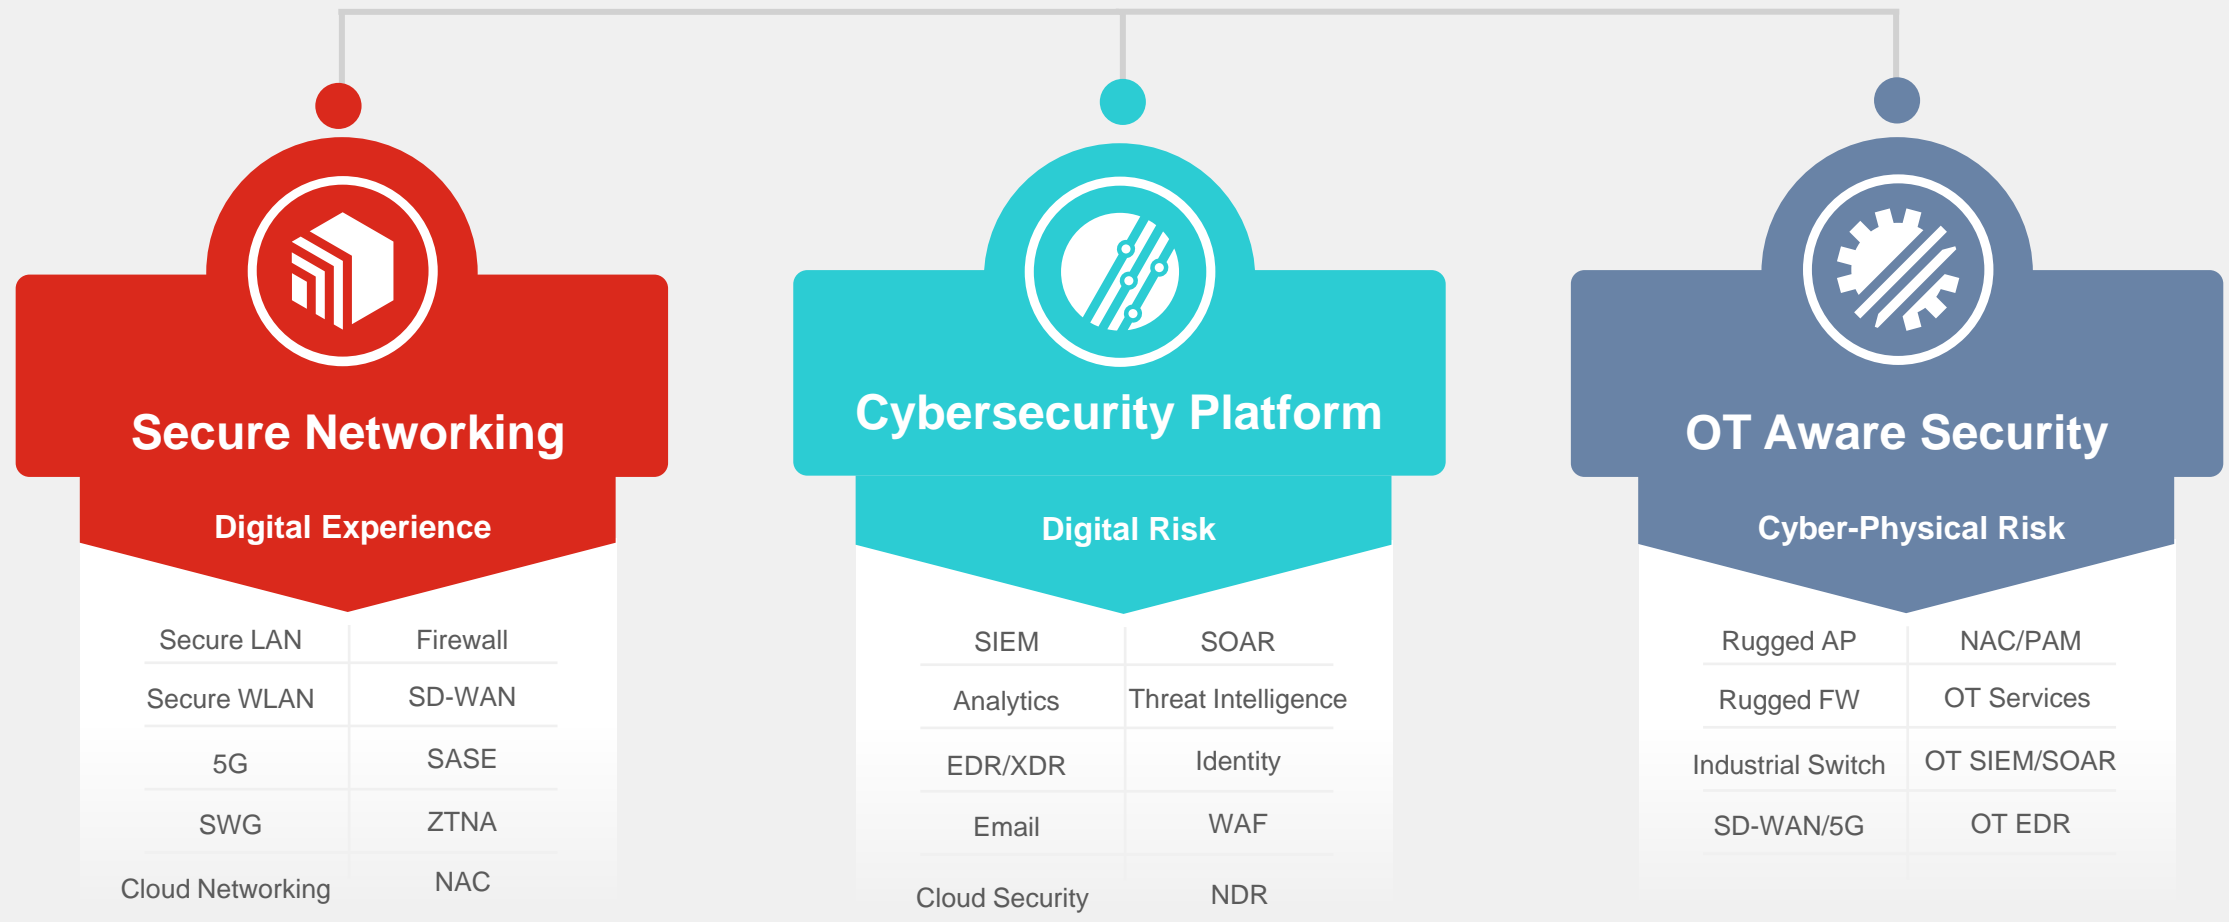 Secure Networking
Digital Experience
Secure LAN
Firewall
Secure WLAN
SD-WAN
5G
SASE
SWG
ZTNA
Cloud Networking
NAC
Cybersecurity Platform
Digital Risk
SIEM
SOAR
Analytics
Threat Intelligence
EDR/XDR
Identity
Email
WAF
Cloud Security
NDR
OT Aware Security
Cyber-Physical Risk
Rugged AP
NAC/PAM
Rugged FW
OT Services
Industrial Switch
OT SIEM/SOAR
SD-WAN/5G
OT EDR